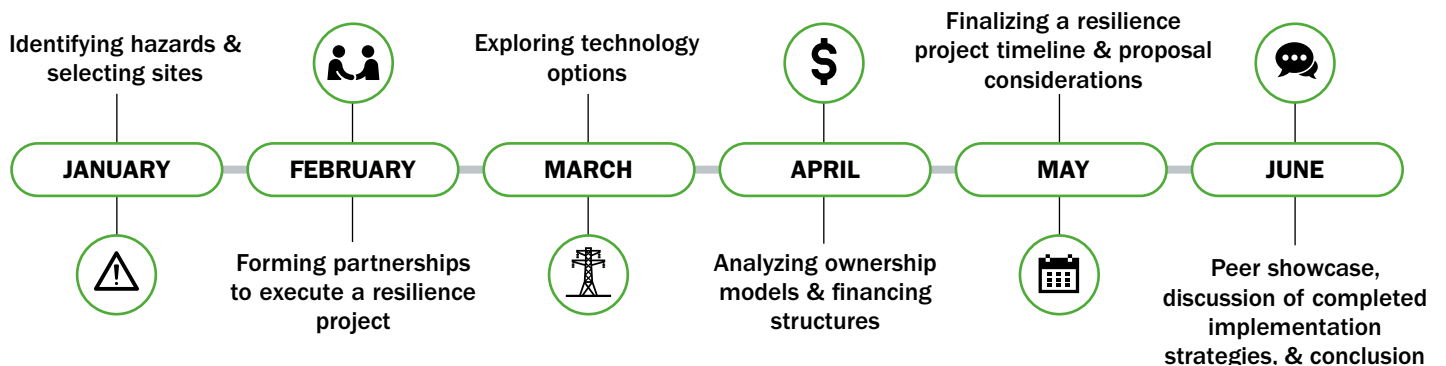 Identifying hazards &
selecting sites
JANUARY
FEBRUARY
Forming partnerships
to execute a resilience
project
Exploring technology
options
MARCH
$
APRIL
Analyzing ownership
models & financing
structures
Finalizing a resilience
project timeline & proposal
considerations
MAY
JUNE
Peer showcase,
discussion of completed
implementation
strategies, & conclusion